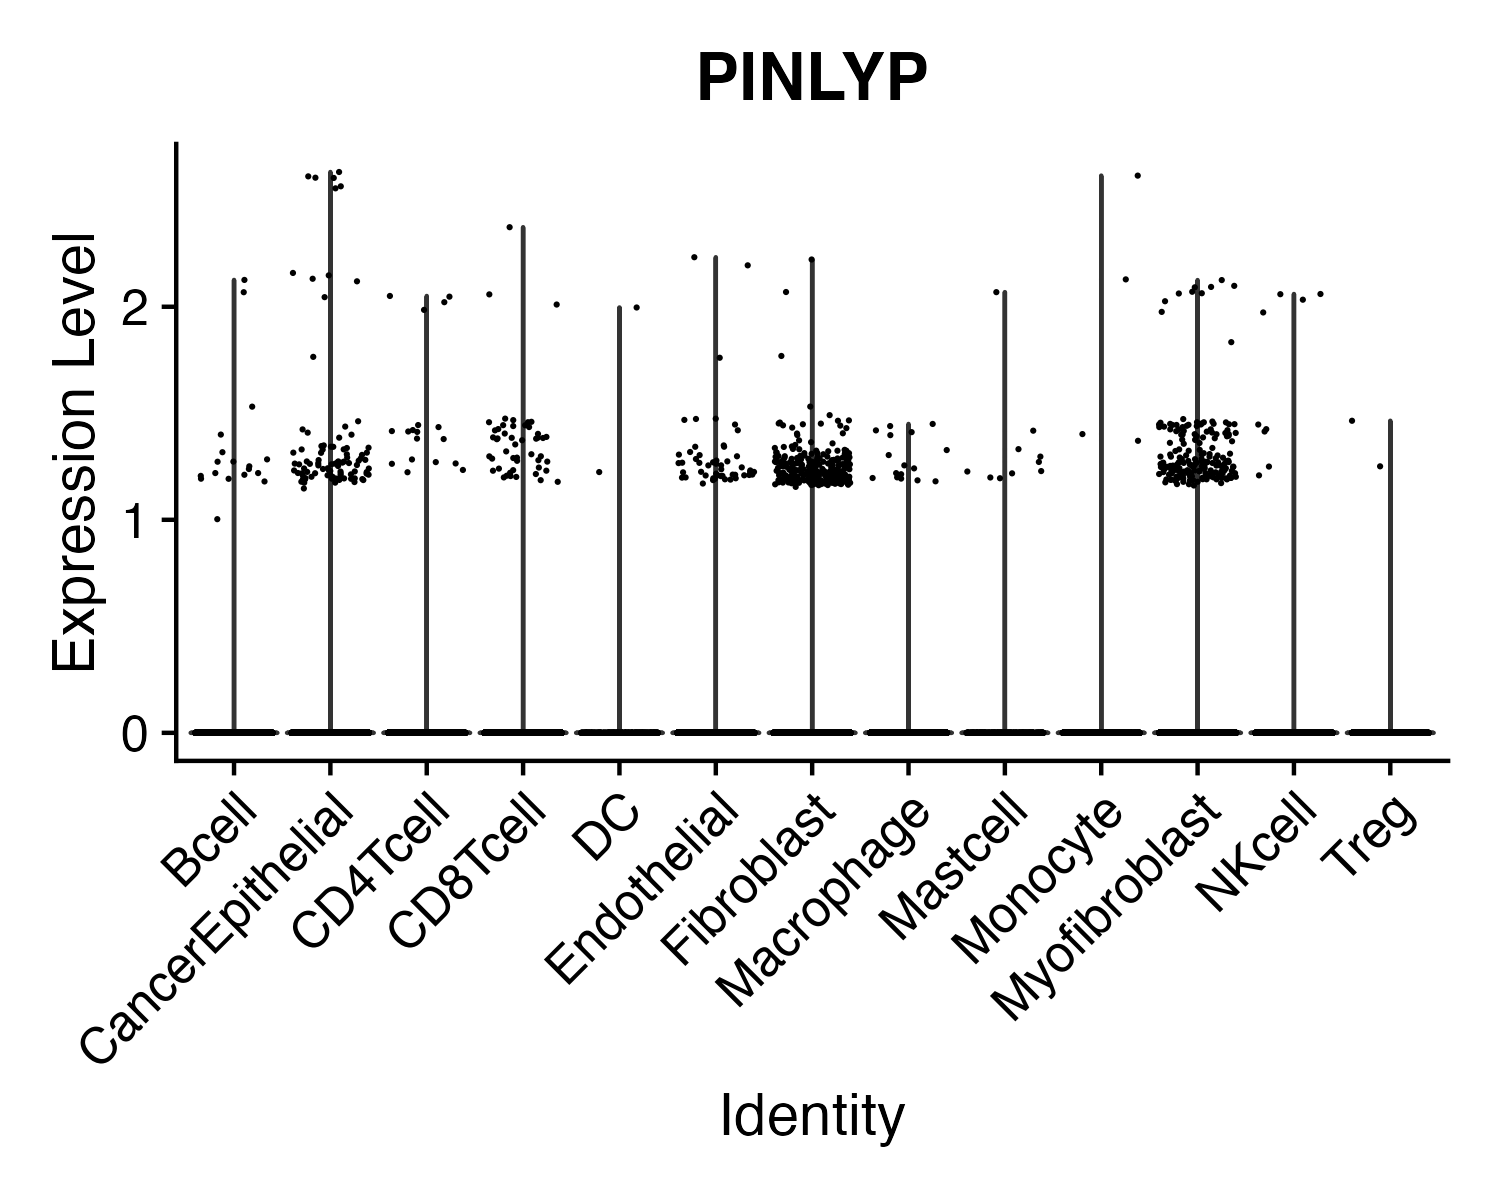 PINLYP
Expression Level
2
1
0
Bcell
CancerEpithelial
CD4Tcell
CD8Tcell
DC
Endothelial
Fibroblast
Macrophage
Mastcell
Monocyte
Myofibroblast
NKcell
Treg
Identity